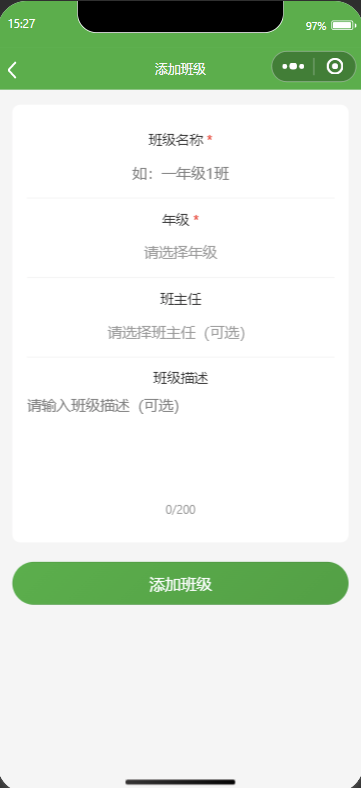 15:27
97%
添加班级
班级名称 *
如：一年级1班
年级 *
请选择年级
班主任
请选择班主任（可选）
班级描述
请输入班级描述（可选）
0/200
添加班级